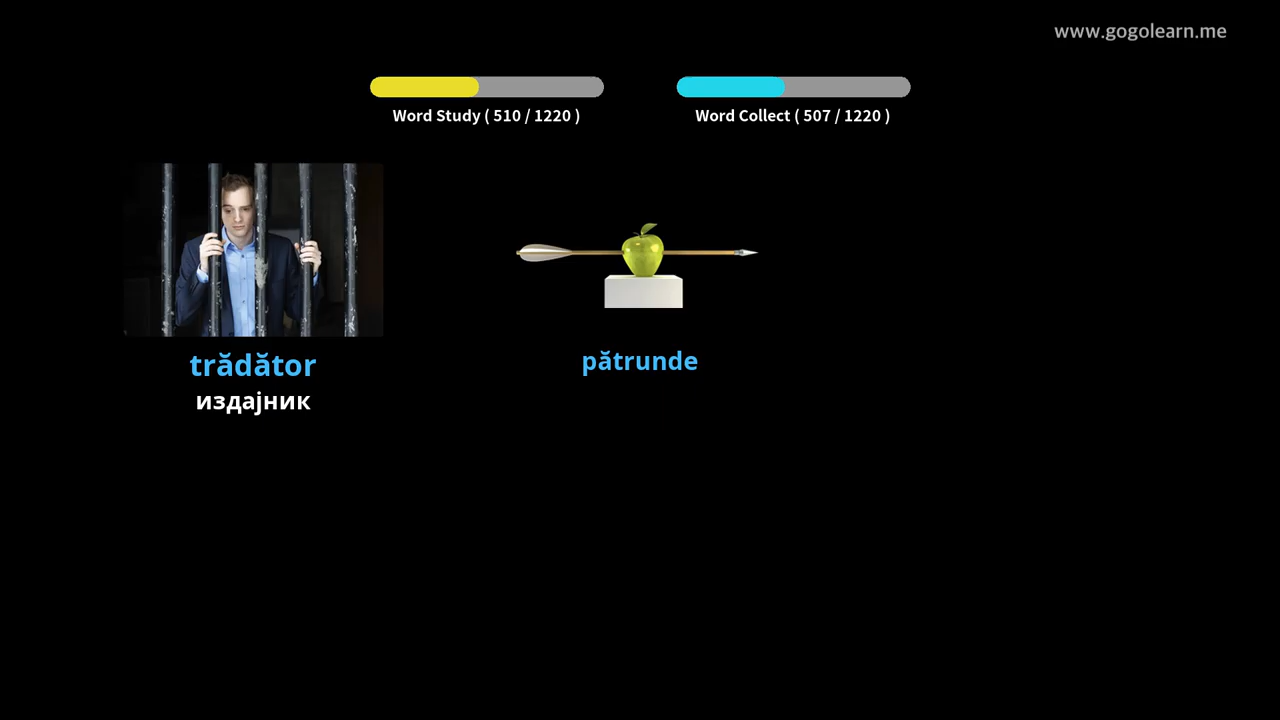 www.gogolearn.me
Word Study ( 510 / 1220 )
Word Collect ( 507 / 1220 )
trădător
издајник
pătrunde